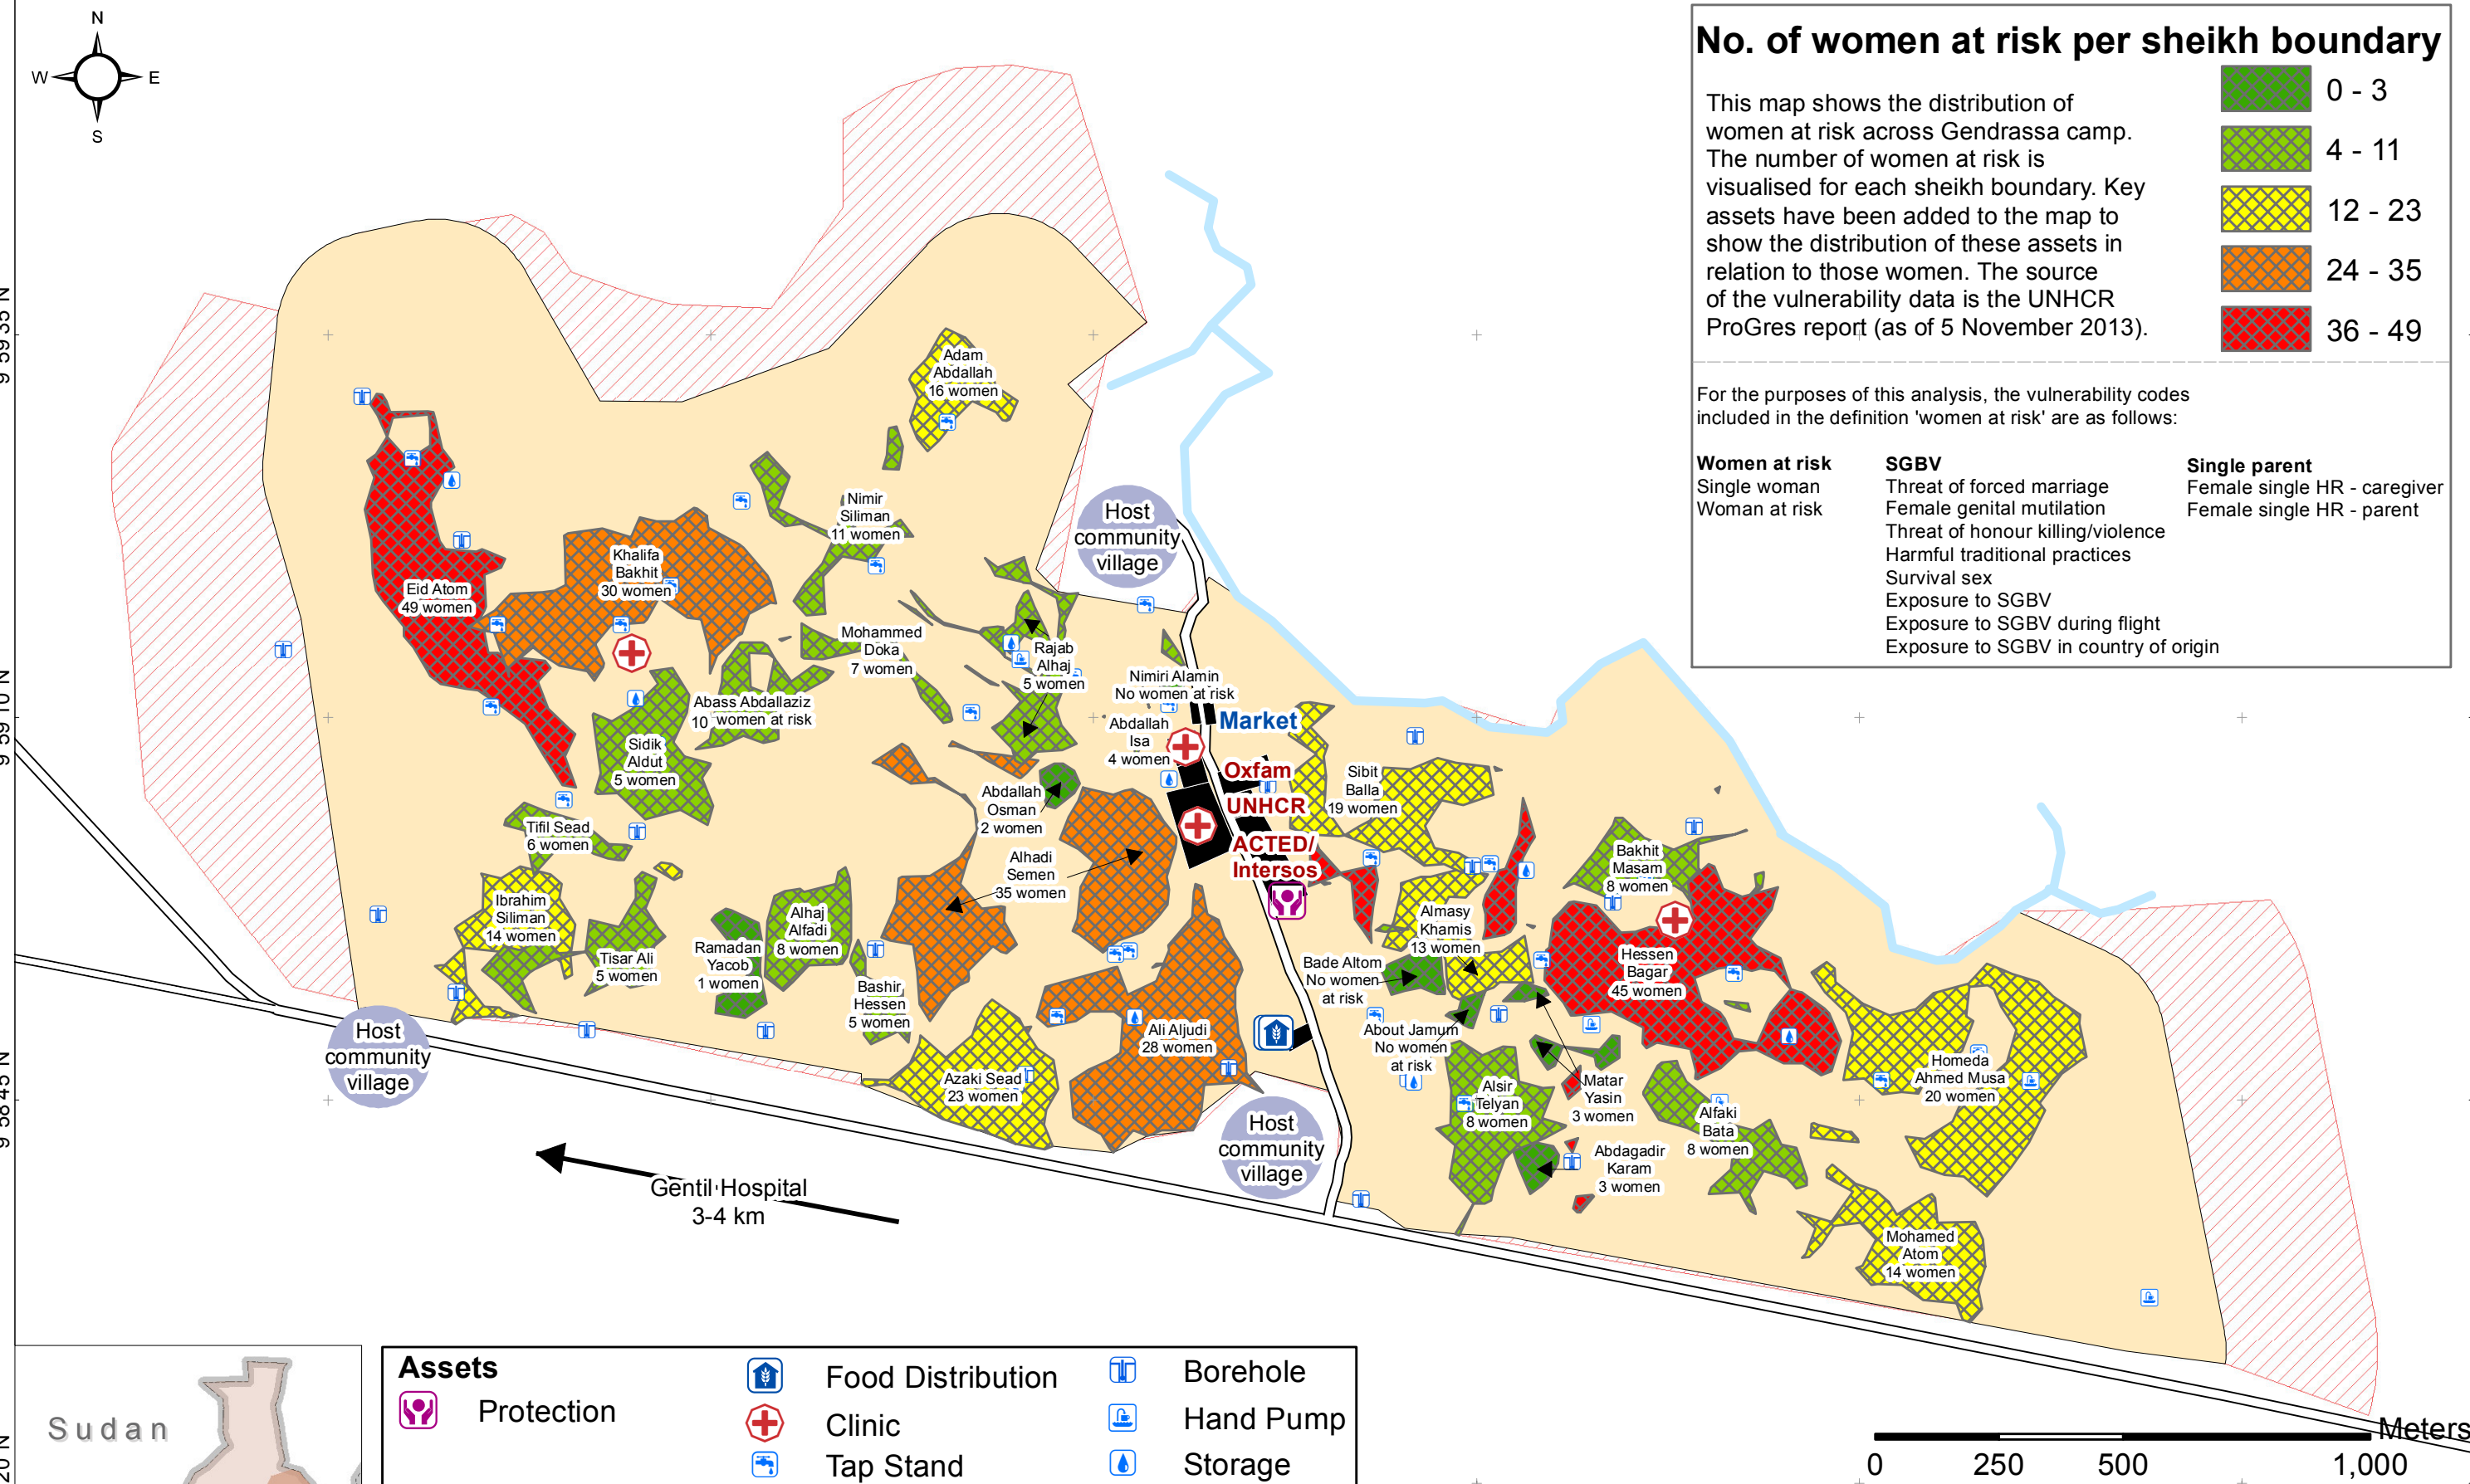 N
W
E
S
No. of women at risk per sheikh boundary
This map shows the distribution of
women at risk across Gendrassa camp.
The number of women at risk is
visualised for each sheikh boundary. Key
assets have been added to the map to
show the distribution of these assets in
relation to those women. The source
of the vulnerability data is the UNHCR
ProGres report (as of 5 November 2013).
0 - 3
4 - 11
12 - 23
24 - 35
36 - 49
For the purposes of this analysis, the vulnerability codes
included in the definition 'women at risk' are as follows:
Women at risk
Single woman
Woman at risk
SGBV
Threat of forced marriage
Female genital mutilation
Threat of honour killing/violence
Harmful traditional practices
Survival sex
Exposure to SGBV
Exposure to SGBV during flight
Exposure to SGBV in country of origin
Single parent
Female single HR - caregiver
Female single HR - parent
9 59 35 N
9 59 10 N
9 58 45 N
20 N
Adam
Abdallah
16 women
Nimir
Siliman
11 women
Host
community
village
Khalifa
Bakhit
30 women
Eid Atom
49 women
Mohammed
Doka
7 women
Rajab
Alhaj
5 women
Nimiri Alamin
No women at risk
Abass Abdallaziz
10 women at risk
Market
Abdallah
Isa
4 women
Sidik
Aldut
5 women
Oxfam
Sibit
Balla
19 women
Abdallah
Osman
2 women
UNHCR
Tifil Sead
6 women
ACTED/
Intersos
Bakhit
Masam
8 women
Alhadi
Semen
35 women
Ibrahim
Siliman
14 women
Alhaj
Alfadi
8 women
Almasy
Khamis
13 women
Ramadan
Yacob
1 women
Tisar Ali
5 women
Bade Altom
No women
at risk
Hessen
Bagar
45 women
Bashir
Hessen
5 women
Host
community
village
Ali Aljudi
28 women
About Jamum
No women
at risk
Homeda
Ahmed Musa
20 women
Azaki Sead
23 women
Alsir
Telyan
8 women
Matar
Yasin
3 women
Alfaki
Bata
8 women
Host
community
village
Abdagadir
Karam
3 women
Gentil Hospital
3-4 km
Mohamed
Atom
14 women
Sudan
Assets
Protection
Food Distribution
Clinic
Tap Stand
Borehole
Hand Pump
Storage
Meters
0
250
500
1,000